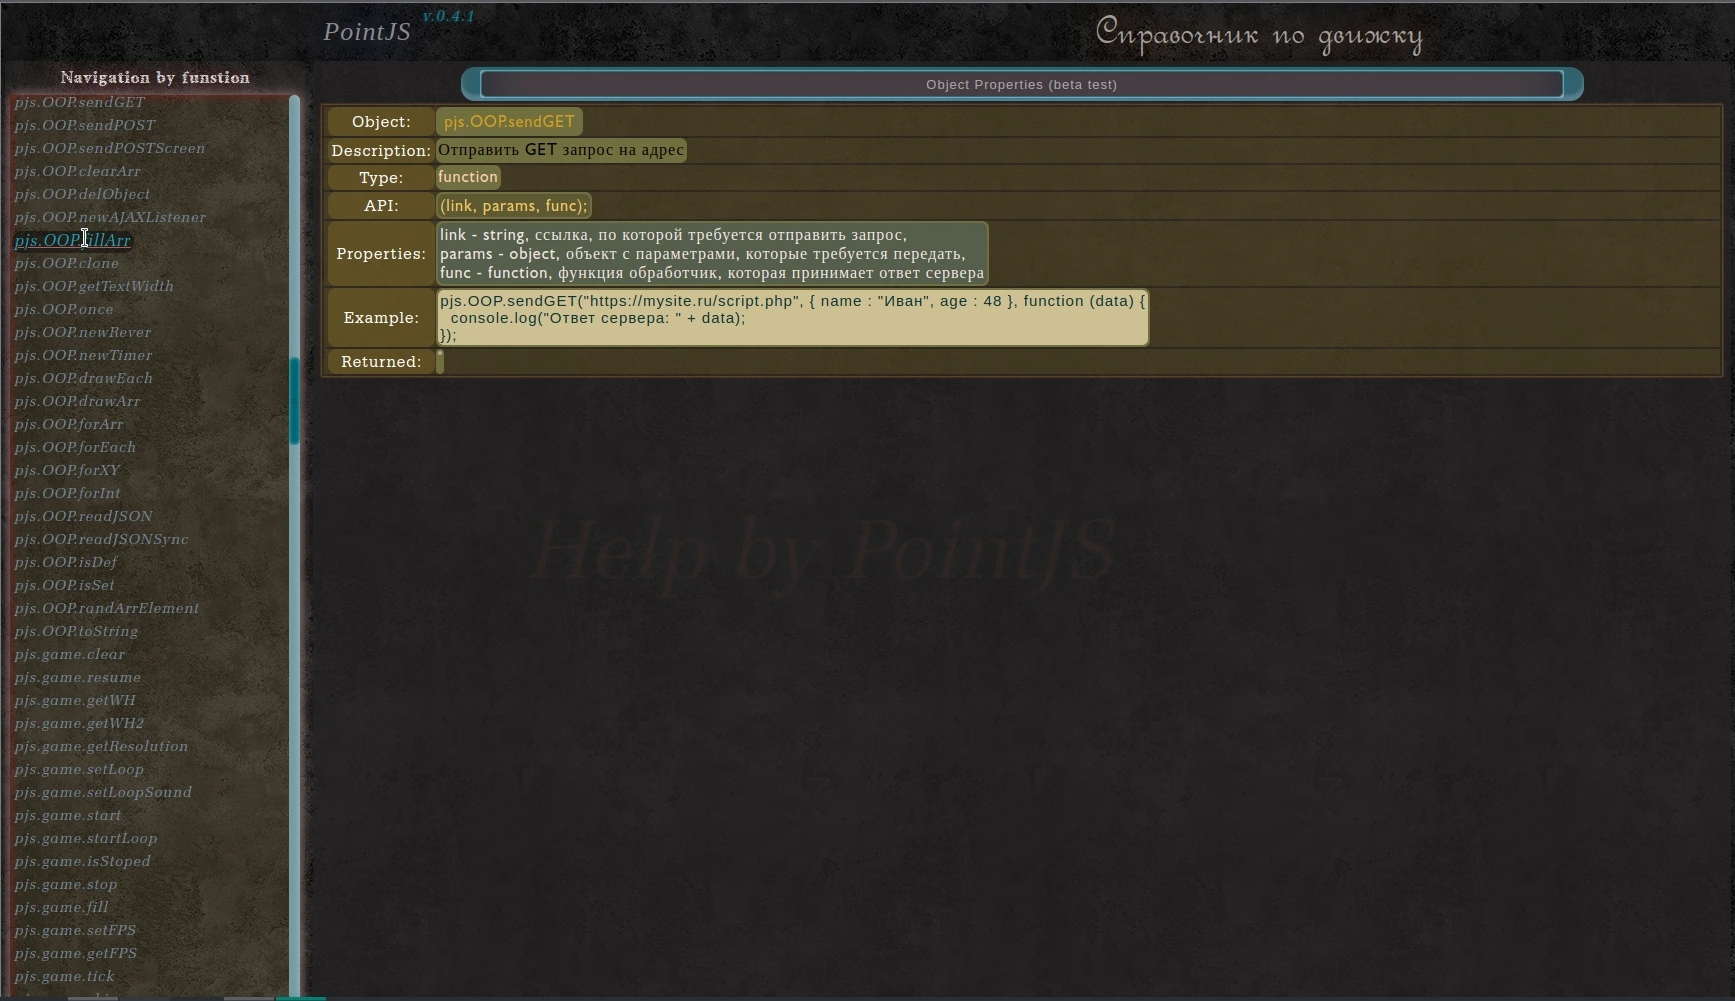 PointJS
v.0.4.1
Справочник по движку
Navigation by funstion
pjs.OOP.sendGET
pjs.OOP.sendPOST
pjs.OOP.sendPOSTScreen
pjs.OOP.clearArr
pjs.OOP.delObject
pjs.OOP.newAJAXListener
pjs.OOP.fillArr
pjs.OOP.clone
pjs.OOP.getTextWidth
pjs.OOP.once
pjs.OOP.newRever
pjs.OOP.newTimer
pjs.OOP.drawEach
pjs.OOP.drawArr
pjs.OOP.forArr
pjs.OOP.forEach
pjs.OOP.forXY
pjs.OOP.forInt
pjs.OOP.readJSON
pjs.OOP.readJSONSync
pjs.OOP.isDef
pjs.OOP.isSet
pjs.OOP.randArrElement
pjs.OOP.toString
pjs.game.clear
pjs.game.resume
pjs.game.getWH
pjs.game.getWH2
pjs.game.getResolution
pjs.game.setLoop
pjs.game.setLoopSound
pjs.game.start
pjs.game.startLoop
pjs.game.isStoped
pjs.game.stop
pjs.game.fill
pjs.game.setFPS
pjs.game.getFPS
pjs.game.tick
Object Properties (beta test)
Object: pjs.OOP.sendGET
Description: Отправить GET запрос на адрес
Type: function
API: (link, params, func);
Properties: link - string, ссылка, по которой требуется отправить запрос,
params - object, объект с параметрами, которые требуется передать,
func - function, функция обработчик, которая принимает ответ сервера
Example: pjs.OOP.sendGET("https://mysite.ru/script.php", { name : "Иван", age : 48 }, function (data) {
console.log("Ответ сервера: " + data);
});
Returned:
Help by PointJS